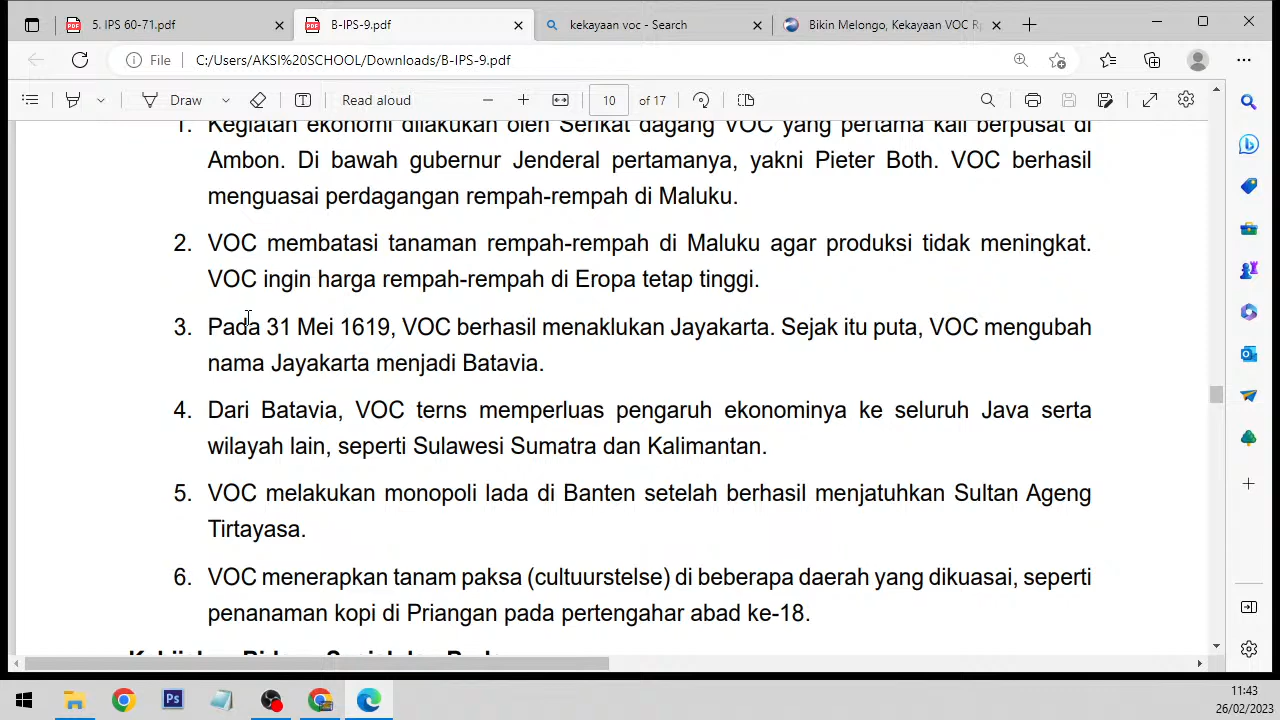 5. IPS 60-71.pdf
B-IPS-9.pdf
kekayaan voc - Search
Bikin Melongo, Kekayaan VOC Rp
File
C:/Users/AKSI%20SCHOOL/Downloads/B-IPS-9.pdf
Draw
Read aloud
10
of 17
1. Kegiatan ekonomi dilakukan oleh Serikat dagang VOC yang pertama kali berpusat di
Ambon. Di bawah gubernur Jenderal pertamanya, yakni Pieter Both. VOC berhasil
menguasai perdagangan rempah-rempah di Maluku.
2. VOC membatasi tanaman rempah-rempah di Maluku agar produksi tidak meningkat.
VOC ingin harga rempah-rempah di Eropa tetap tinggi.
3. Pada 31 Mei 1619, VOC berhasil menaklukan Jayakarta. Sejak itu puta, VOC mengubah
nama Jayakarta menjadi Batavia.
4. Dari Batavia, VOC terns memperluas pengaruh ekonominya ke seluruh Java serta
wilayah lain, seperti Sulawesi Sumatra dan Kalimantan.
5. VOC melakukan monopoli lada di Banten setelah berhasil menjatuhkan Sultan Ageng
Tirtayasa.
6. VOC menerapkan tanam paksa (cultuurstelse) di beberapa daerah yang dikuasai, seperti
penanaman kopi di Priangan pada pertengahar abad ke-18.
Ps
11:43
26/02/2023